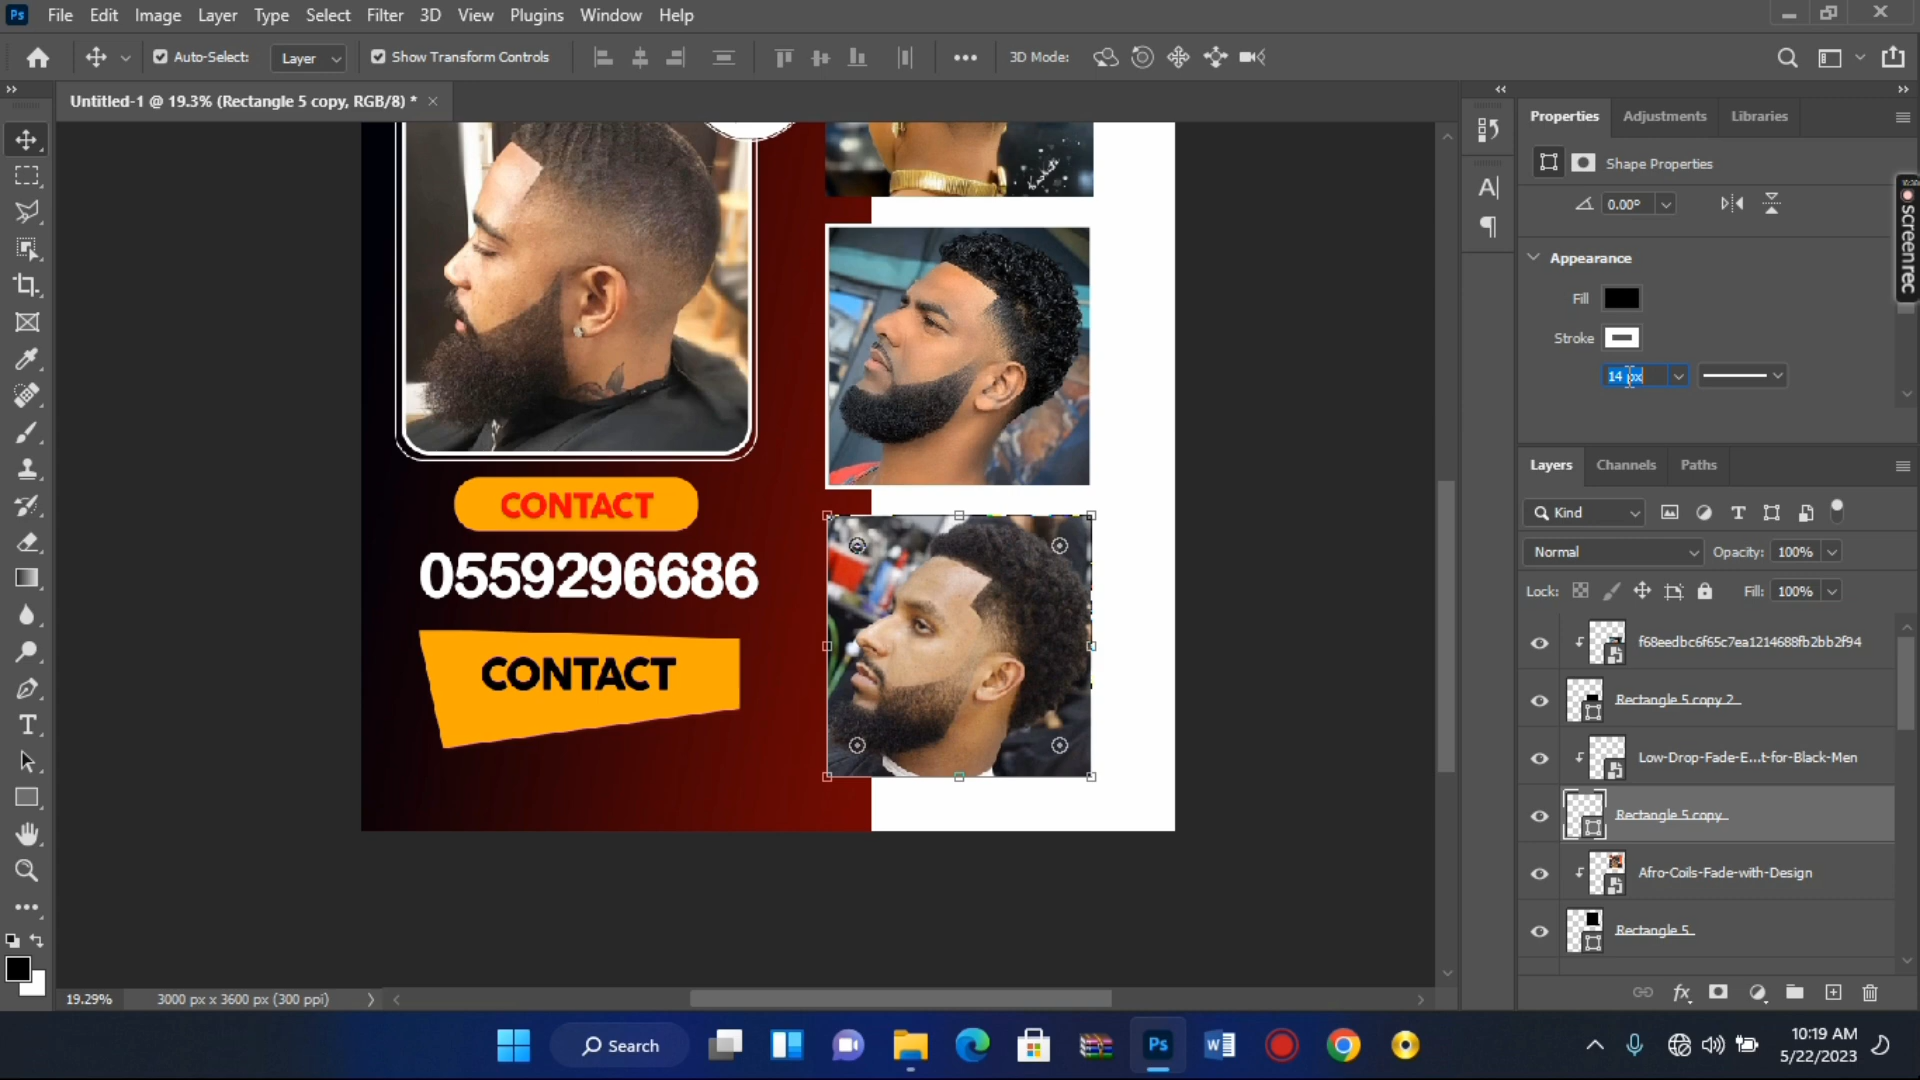 Ps File Edit Image Layer Type Select Filter 3D View Plugins Window Help
Auto-Select: Layer Show Transform Controls 3D Mode:
Untitled-1 @ 19.3% (Rectangle 5 copy, RGB/8) *
Properties Adjustments Libraries
Shape Properties
0.00°
Appearance
Fill
Stroke
14 px
screenrec
CONTACT
0559296686
CONTACT
Layers Channels Paths
Kind
Normal Opacity: 100%
Lock: Fill: 100%
f68eedbc6f65c7ea1214688fb2bb2f94
Rectangle 5 copy 2
Low-Drop-Fade-E...t-for-Black-Men
Rectangle 5 copy
Afro-Coils-Fade-with-Design
Rectangle 5
fx
19.29% 3000 px x 3600 px (300 ppi)
Search
Ps
10:19 AM
5/22/2023